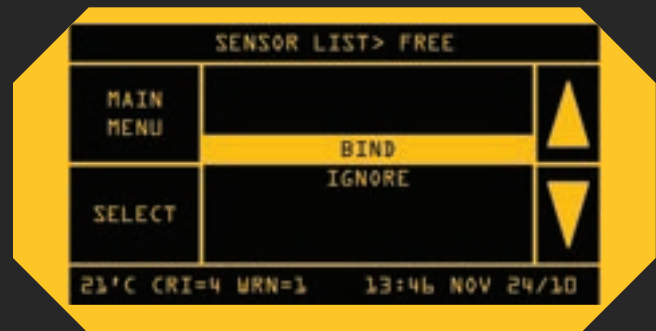 SENSOR LIST> FREE
MAIN
MENU
BIND
IGNORE
SELECT
21°C CRI=4 WRN=1 13:46 NOV 24/10